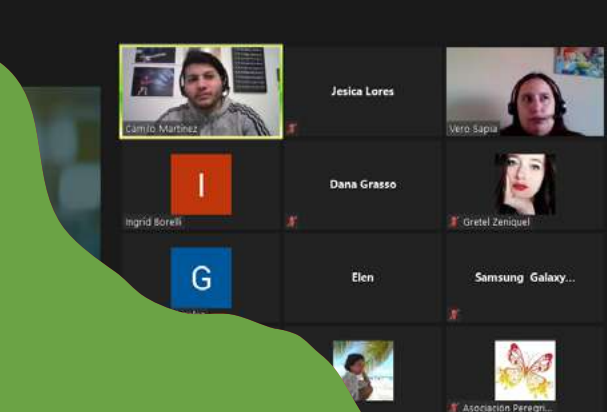 Jesica Lores
Camilo Martinez
Vero Sapia
I
Dana Grasso
Ingrid Borelli
Gretel Zeniquel
G
Elen
Samsung Galaxy...
Asociación Peregri...